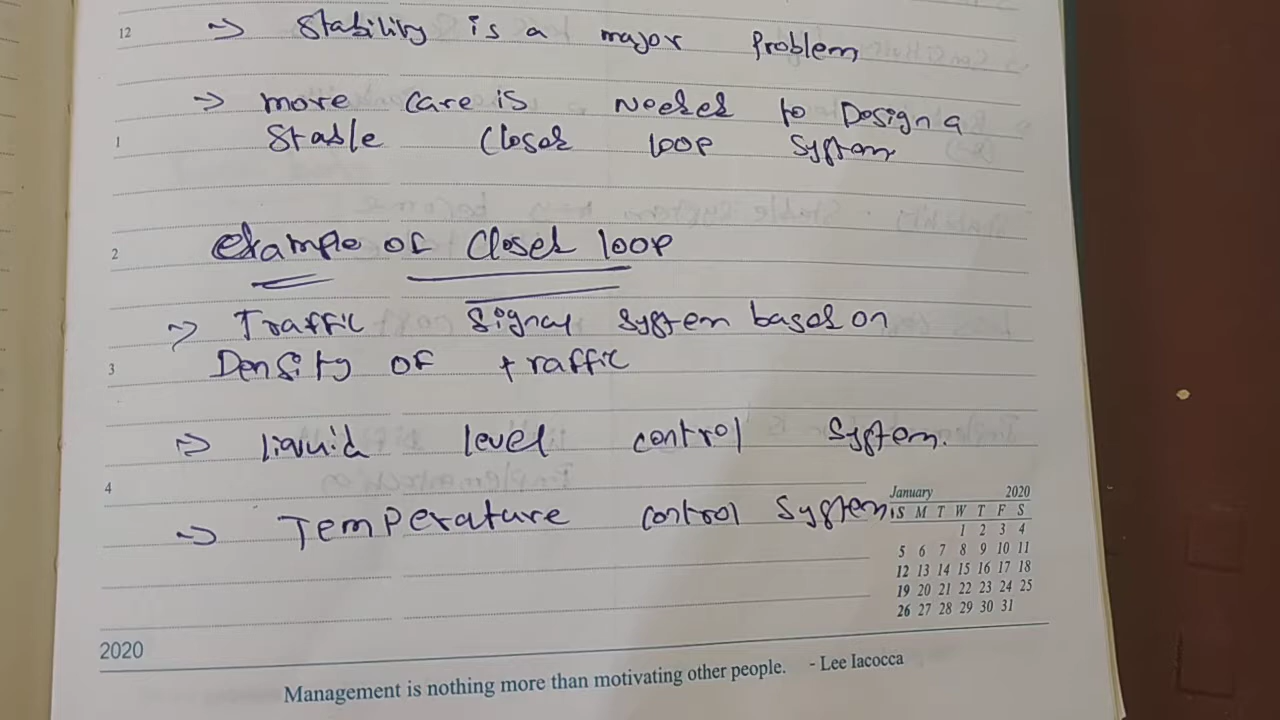 12
→ Stability is a major Problem
→ more care is Needed to Design a
1
Stable Closed loop System
2
example of Closed loop
→ Traffic Signal System based on
3
Density of traffic
→ liquid level control System.
4
→ Temperature control System
January 2020
S M T W T F S
1 2 3 4
5 6 7 8 9 10 11
12 13 14 15 16 17 18
19 20 21 22 23 24 25
26 27 28 29 30 31
2020
Management is nothing more than motivating other people. - Lee Iacocca